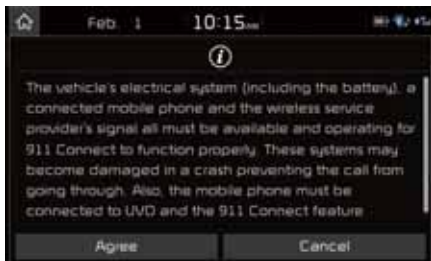 Feb. 1 10:15 AM
The vehicle's electrical system (including the battery), a
connected mobile phone and the wireless service
provider's signal all must be available and operating for
911 Connect to function properly. These systems may
become damaged in a crash preventing the call from
going through. Also, the mobile phone must be
connected to UVO and the 911 Connect feature
Agree Cancel